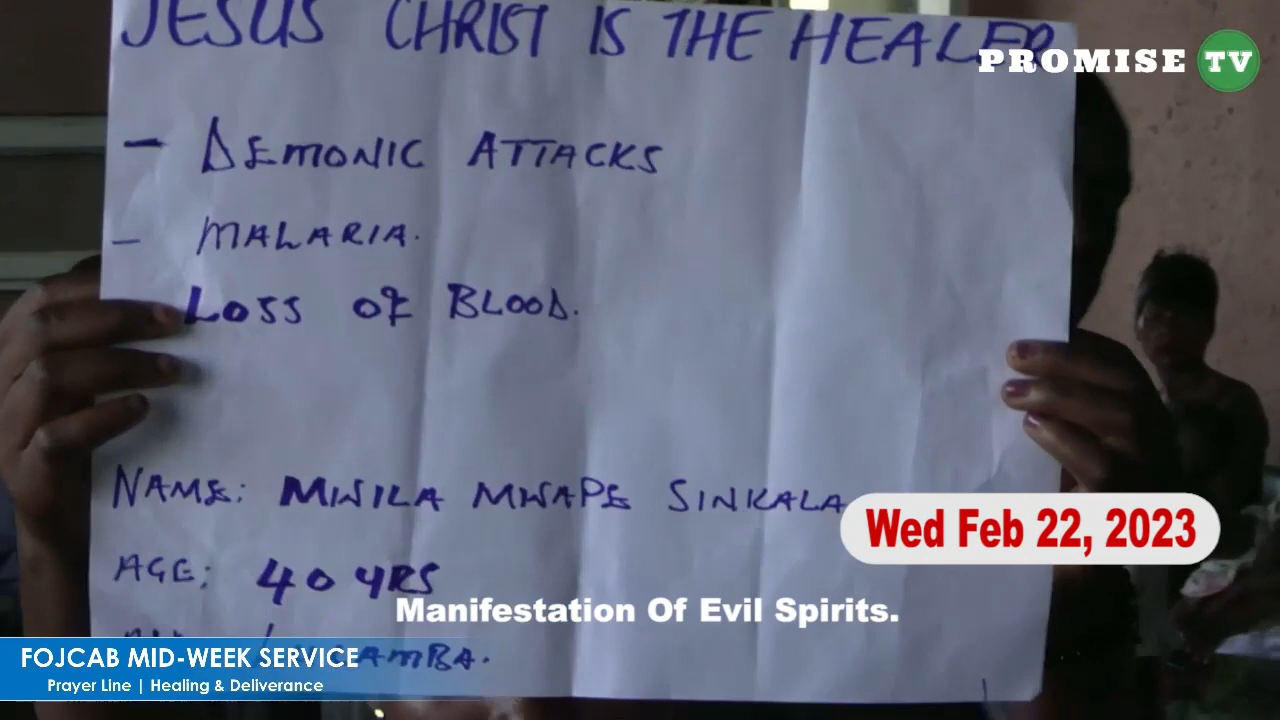 JESUS CHRIST IS THE HEALER
PROMISE TV
- DEMONIC ATTACKS
- MALARIA.
LOSS OF BLOOD.
NAME: MWILA MWAPE SINKALA
Wed Feb 22, 2023
AGE: 40 YRS
Manifestation Of Evil Spirits.
FOJCAB MID-WEEK SERVICE
Prayer Line | Healing & Deliverance